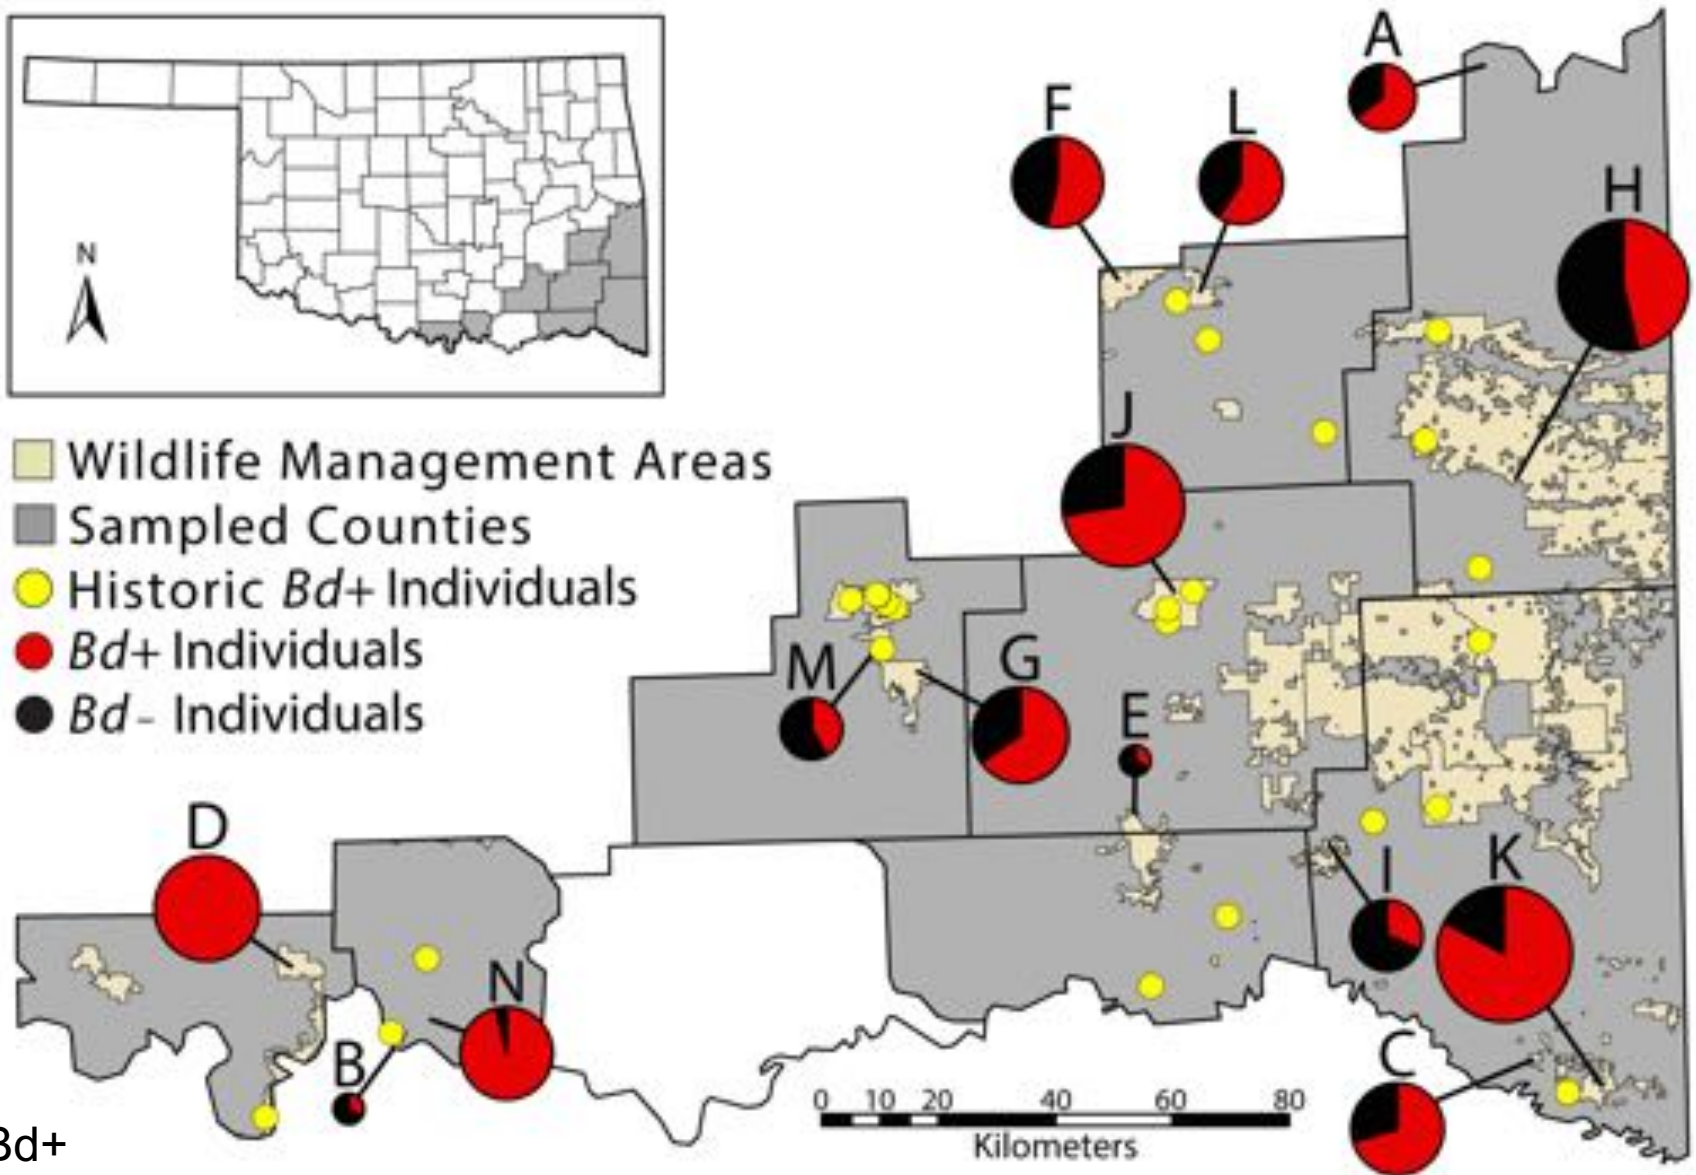 A
F
L
H
N
J
Wildlife Management Areas
Sampled Counties
Historic Bd+ Individuals
Bd+ Individuals
Bd- Individuals
M
G
E
D
I
K
N
B
C
0 10 20 40 60 80
Kilometers
Bd+